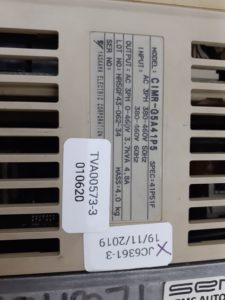 MODEL CIMR-G5A41P5 SPEC: 41P51F
INPUT: AC 3PH 380-460V 50Hz
380-460V 60Hz
OUTPUT: AC 3PH 0-460V 3.7kVA 4.8A
LOT NO: MASS: 4.0 kg
SER NO:
YASKAWA ELECTRIC CORPORATION
TVA00573-3
010620
X
JC6361-3
19/11/2019